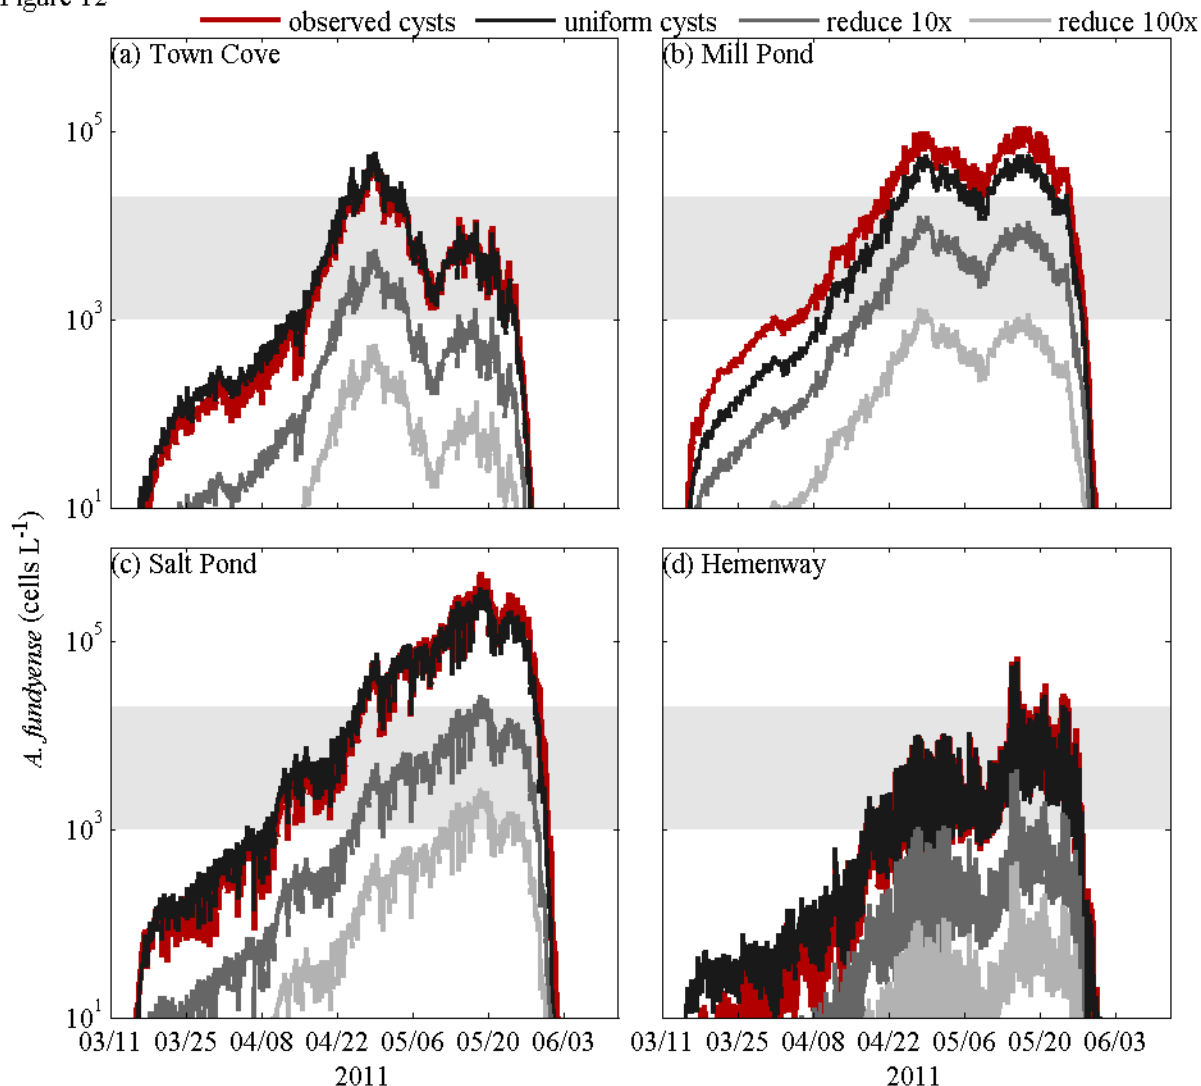 Figure 12
observed cysts uniform cysts reduce 10x reduce 100x
(a) Town Cove
(b) Mill Pond
10^5
10^3
10^1
(c) Salt Pond
(d) Hemenway
10^5
10^3
10^1
A. fundyense (cells L^-1)
03/11 03/25 04/08 04/22 05/06 05/20 06/03
03/11 03/25 04/08 04/22 05/06 05/20 06/03
2011
2011